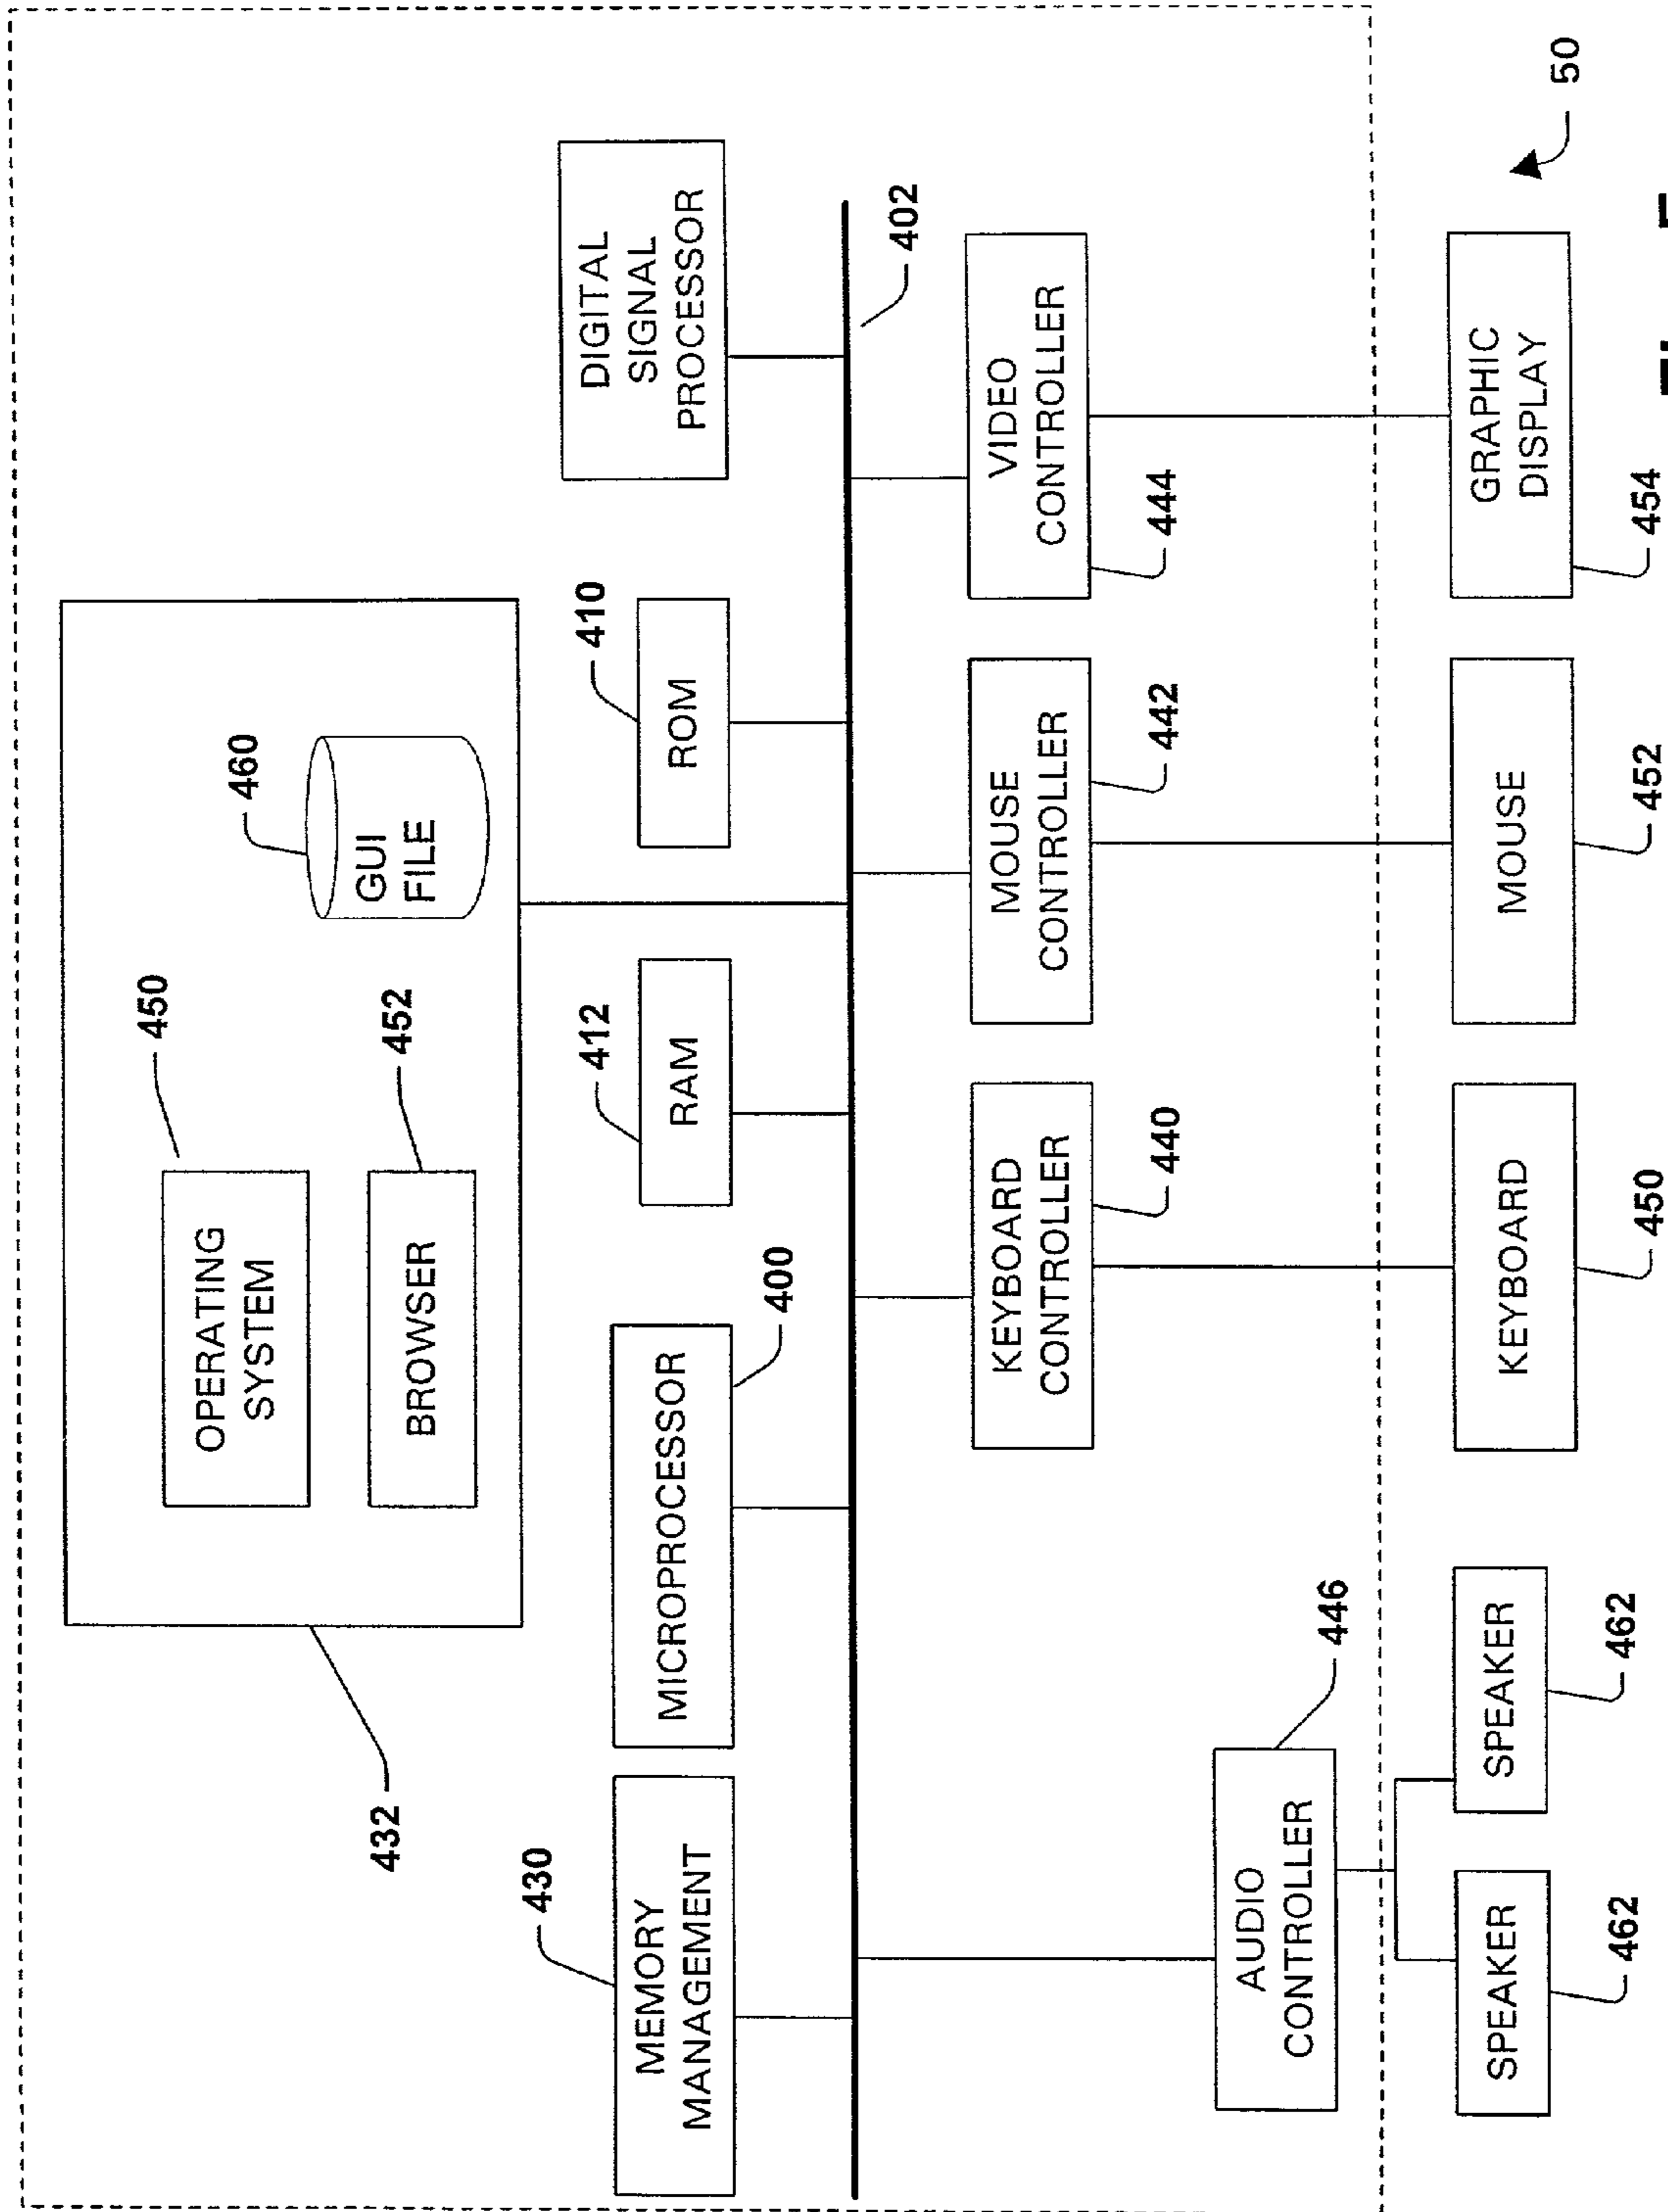 OPERATING
SYSTEM
450
BROWSER
452
GUI
FILE
460
432
MEMORY
MANAGEMENT
430
MICROPROCESSOR
400
RAM
412
ROM
410
DIGITAL
SIGNAL
PROCESSOR
402
AUDIO
CONTROLLER
446
KEYBOARD
CONTROLLER
440
MOUSE
CONTROLLER
442
VIDEO
CONTROLLER
444
SPEAKER
462
SPEAKER
462
KEYBOARD
450
MOUSE
452
GRAPHIC
DISPLAY
454
50